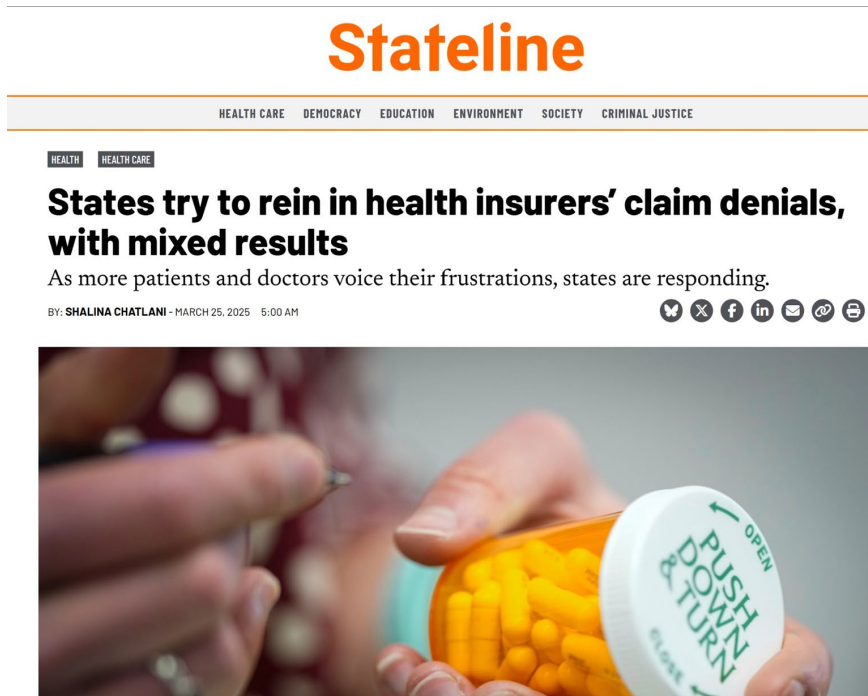 Stateline
HEALTH CARE DEMOCRACY EDUCATION ENVIRONMENT SOCIETY CRIMINAL JUSTICE
HEALTH HEALTH CARE
States try to rein in health insurers’ claim denials,
with mixed results
As more patients and doctors voice their frustrations, states are responding.
BY: SHALINA CHATLANI - MARCH 25, 2025 5:00 AM
OPEN
PUSH
DOWN
& TURN
CLOSE